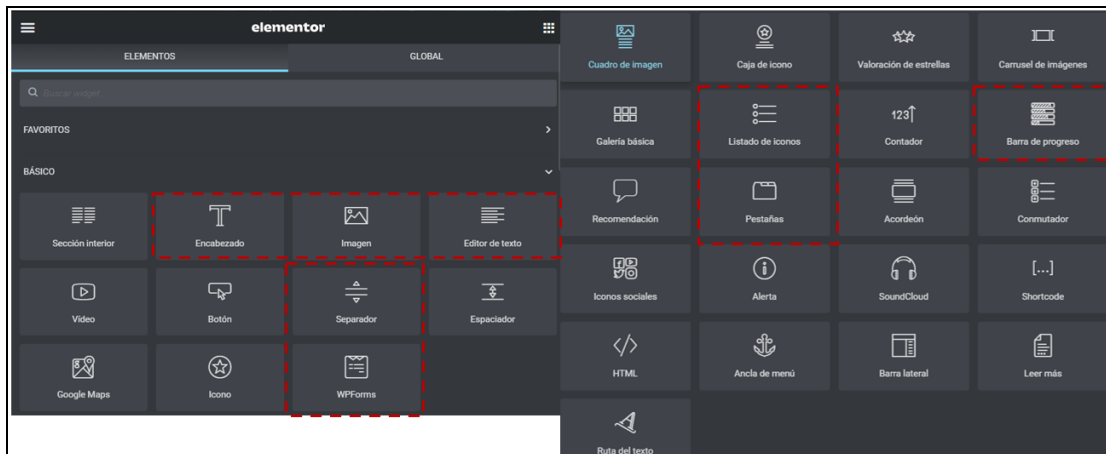 elementor
ELEMENTOS GLOBAL
Buscar widget
FAVORITOS
BÁSICO
Sección interior Encabezado Imagen Editor de texto
Vídeo Botón Separador Espaciador
Google Maps Icono WPForms
Cuadro de imagen Caja de icono Valoración de estrellas Carrusel de imágenes
123
Galería básica Listado de iconos Contador Barra de progreso
Recomendación Pestañas Acordeón Conmutador
[...]
Iconos sociales Alerta SoundCloud Shortcode
</>
HTML Ancla de menú Barra lateral Leer más
Ruta del texto